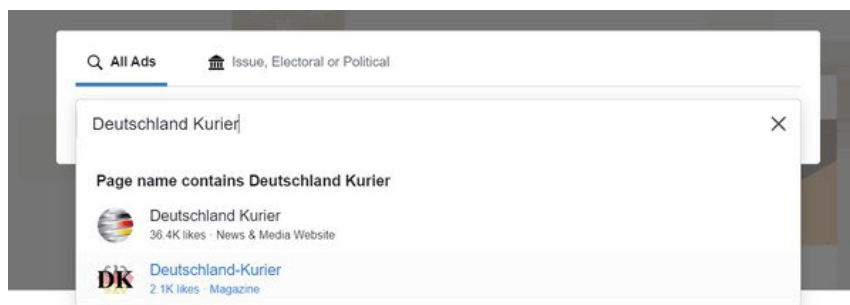 All Ads
Issue, Electoral or Political
Deutschland Kurier
Page name contains Deutschland Kurier
Deutschland Kurier
36.4K likes · News & Media Website
DK
Deutschland-Kurier
2.1K likes · Magazine